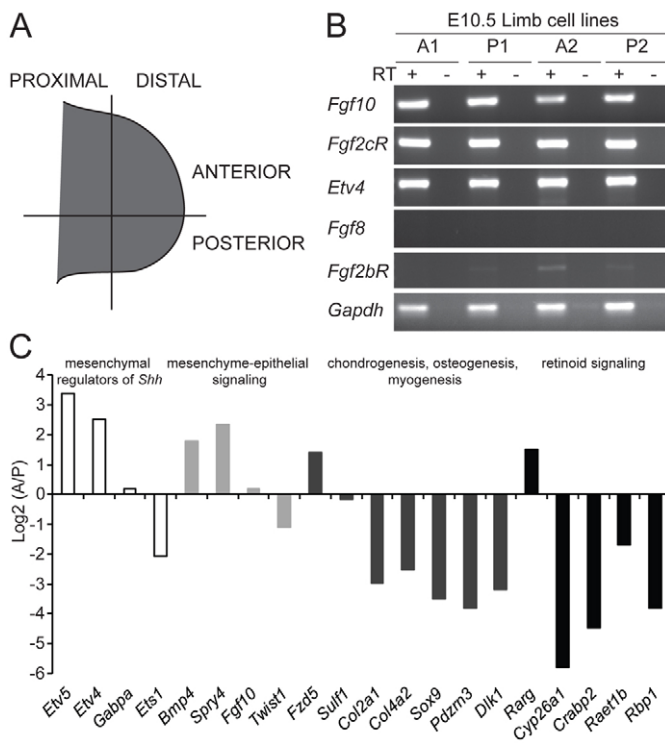 A
PROXIMAL DISTAL
ANTERIOR
POSTERIOR
B
E10.5 Limb cell lines
A1 P1 A2 P2
RT + - + - + - + -
Fgf10
Fgf2cR
Etv4
Fgf8
Fgf2bR
Gapdh
C
mesenchymal regulators of Shh
mesenchyme-epithelial signaling
chondrogenesis, osteogenesis, myogenesis
retinoid signaling
Log2 (A/P)
4
3
2
1
0
-1
-2
-3
-4
-5
-6
Etv5 Etv4 Gabpa Ets1 Bmp4 Spry4 Fgf10 Twist1 Fzd5 Sulf1 Col2a1 Col4a2 Sox9 Pdzm3 Dlk1 Rarg Cyp26a1 Crabp2 Raet1b Rbp1